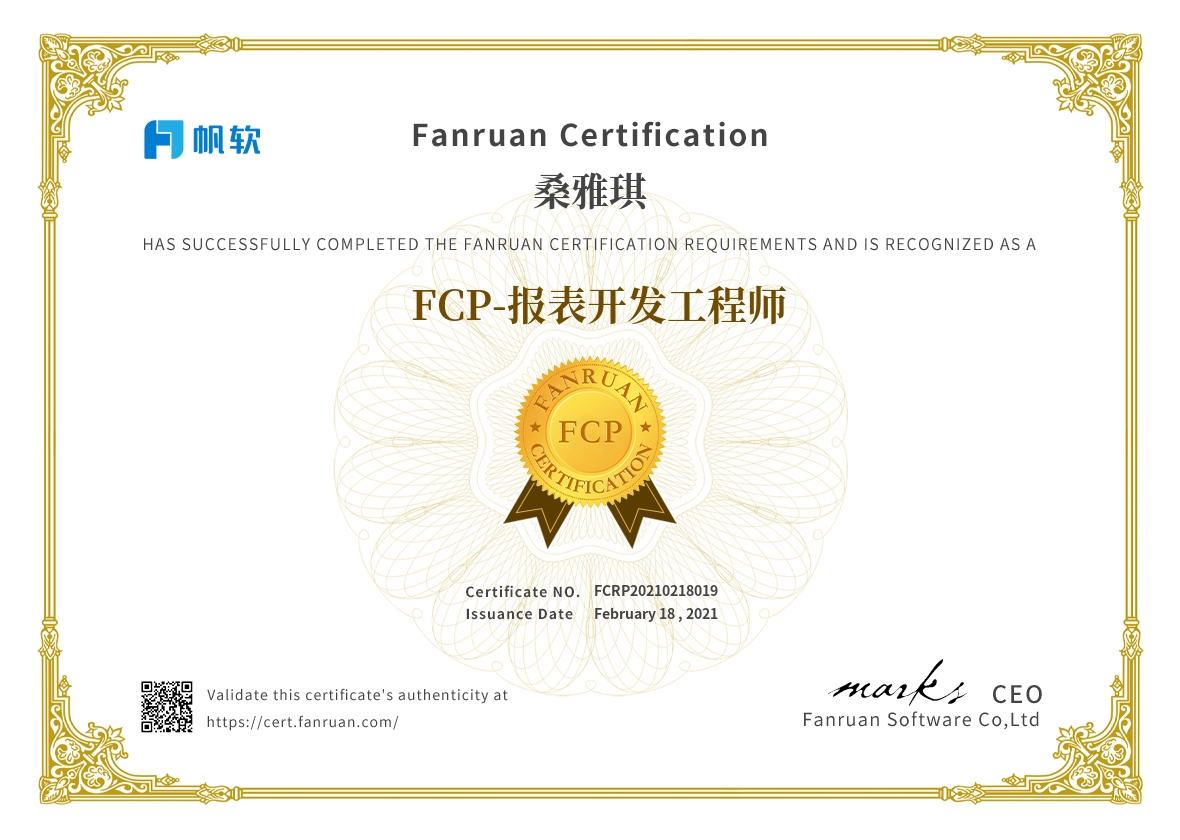 帆软
Fanruan Certification
桑雅琪
HAS SUCCESSFULLY COMPLETED THE FANRUAN CERTIFICATION REQUIREMENTS AND IS RECOGNIZED AS A
FCP-报表开发工程师
FANRUAN
FCP
CERTIFICATION
Certificate NO. FCRP20210218019
Issuance Date February 18 , 2021
Validate this certificate's authenticity at
https://cert.fanruan.com/
marks CEO
Fanruan Software Co,Ltd